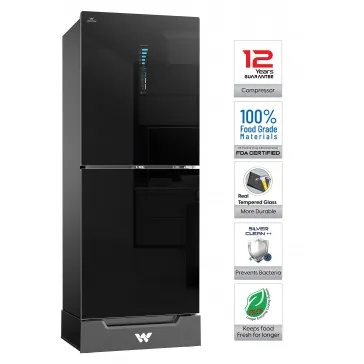 12
Years
GUARANTEE
Compressor
100%
Food Grade
Materials
FDA CERTIFIED
Real
Tempered Glass
More Durable
SILVER
CLEAN ++
Prevents Bacteria
Keeps food
Fresh for longer